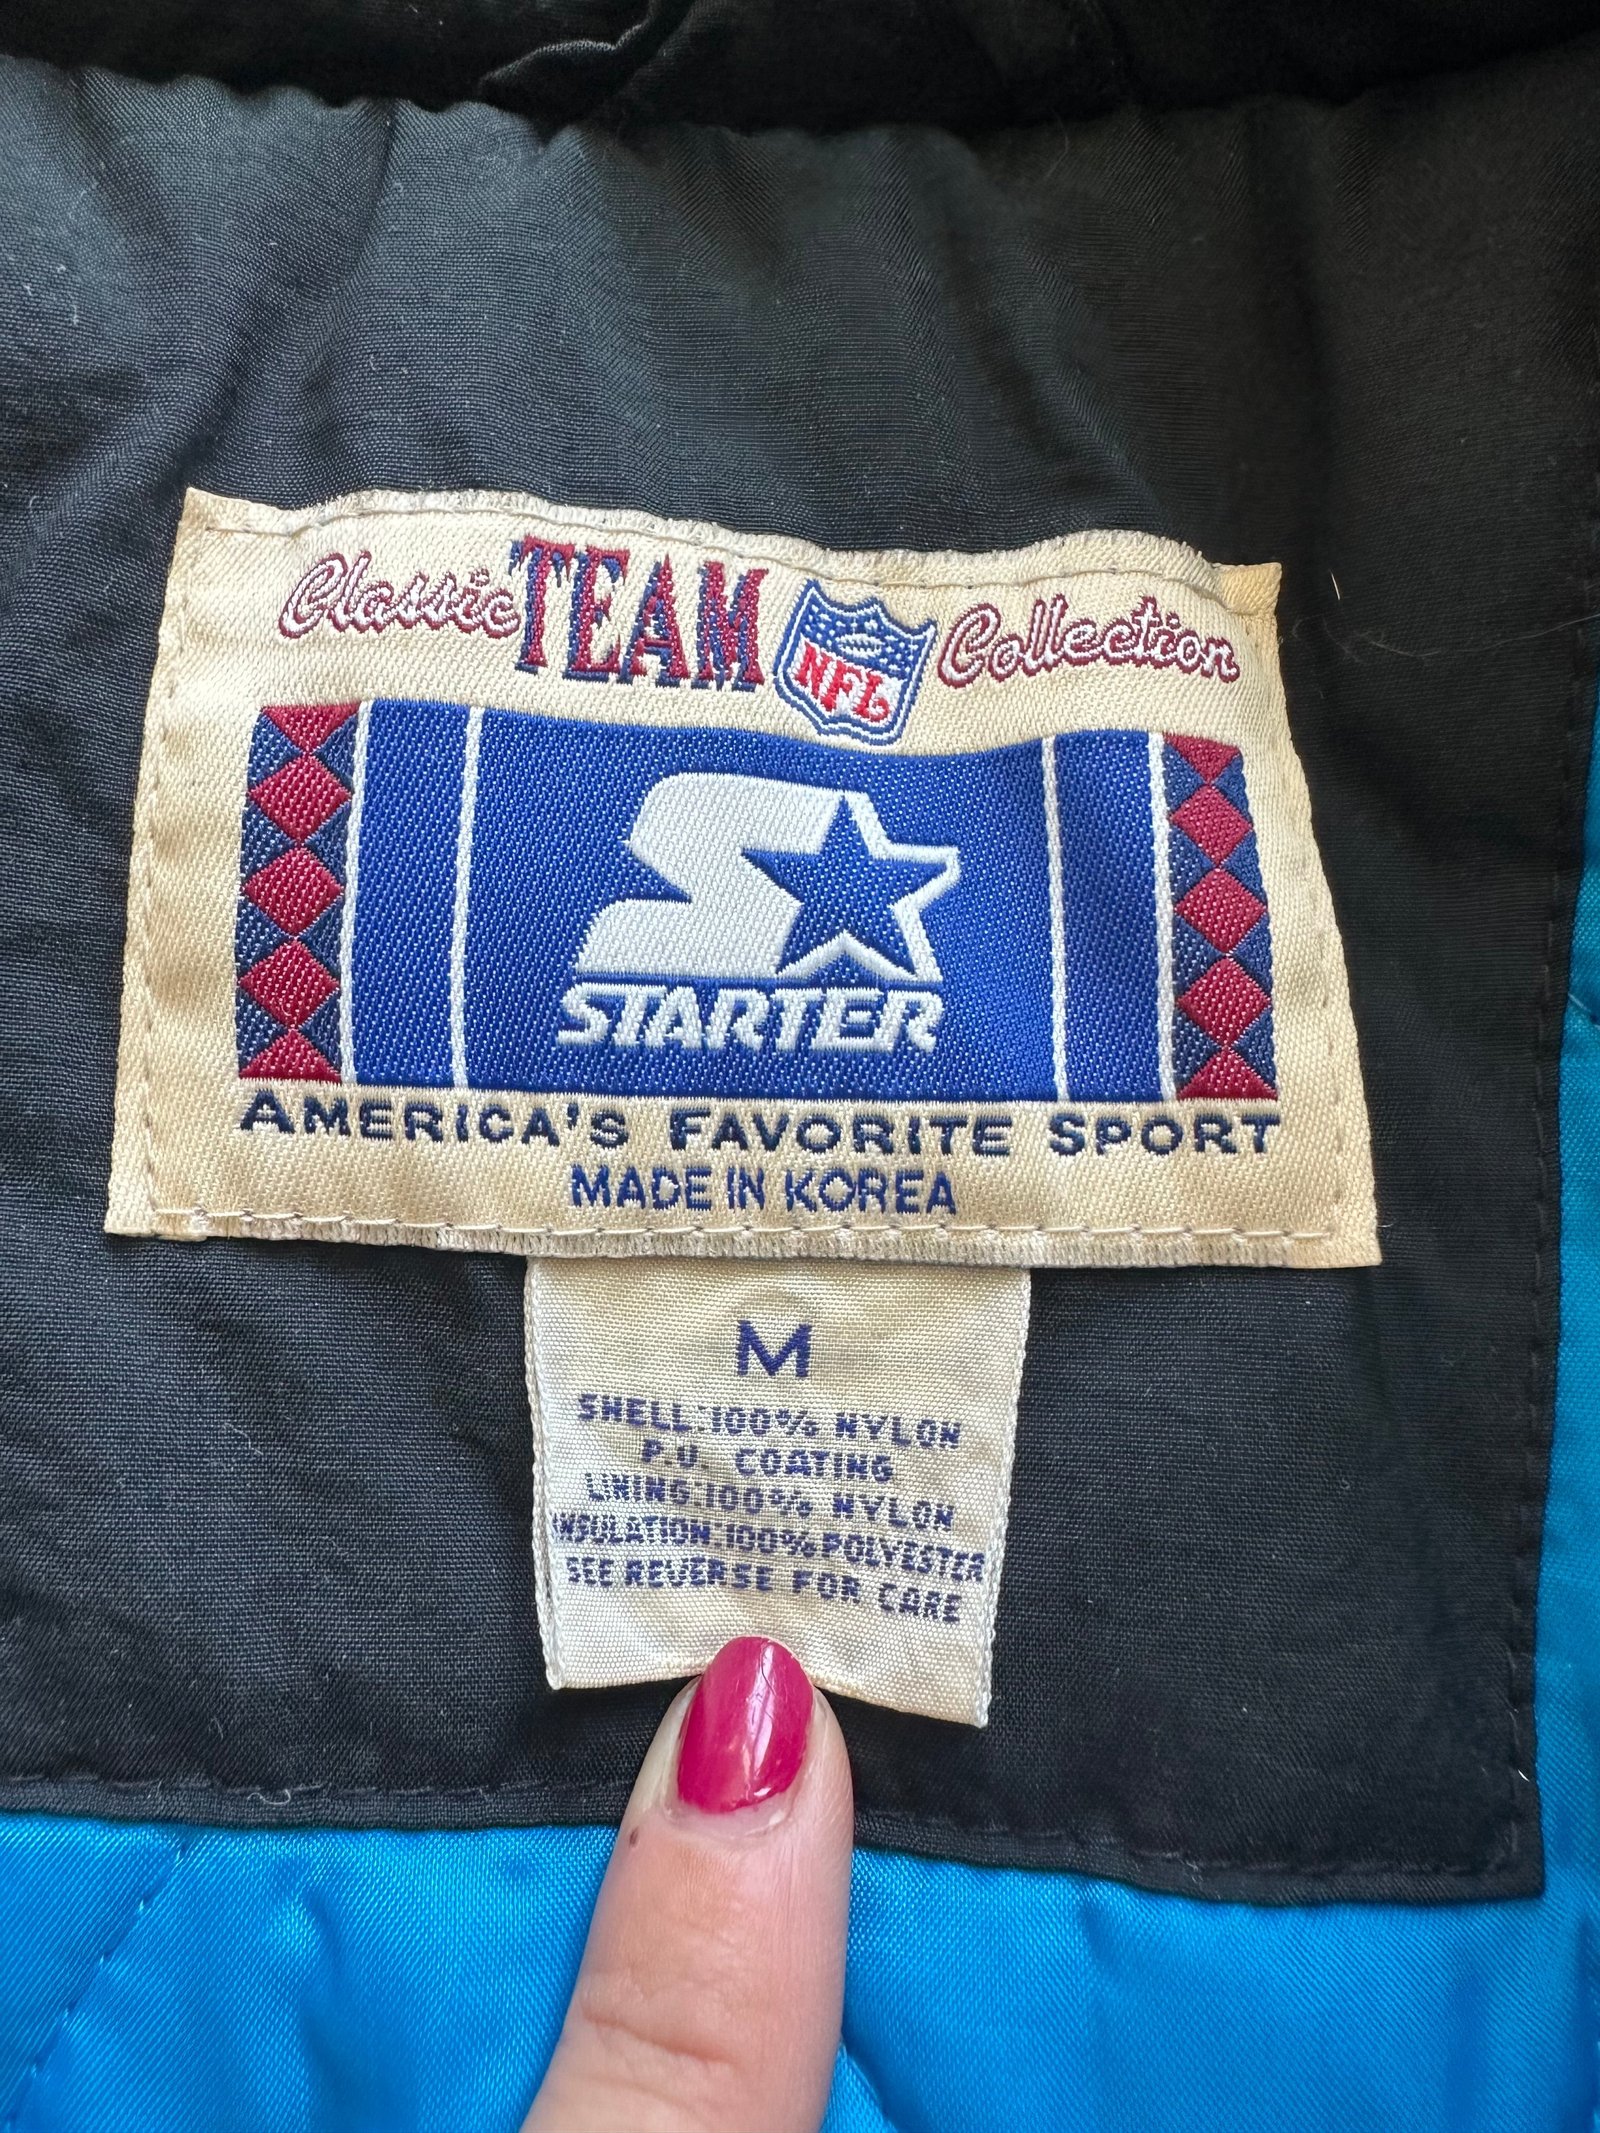 Classic TEAM NFL Collection
STARTER
AMERICA'S FAVORITE SPORT
MADE IN KOREA
M
SHELL:100% NYLON
P.U. COATING
LINING:100% NYLON
INSULATION:100% POLYESTER
SEE REVERSE FOR CARE